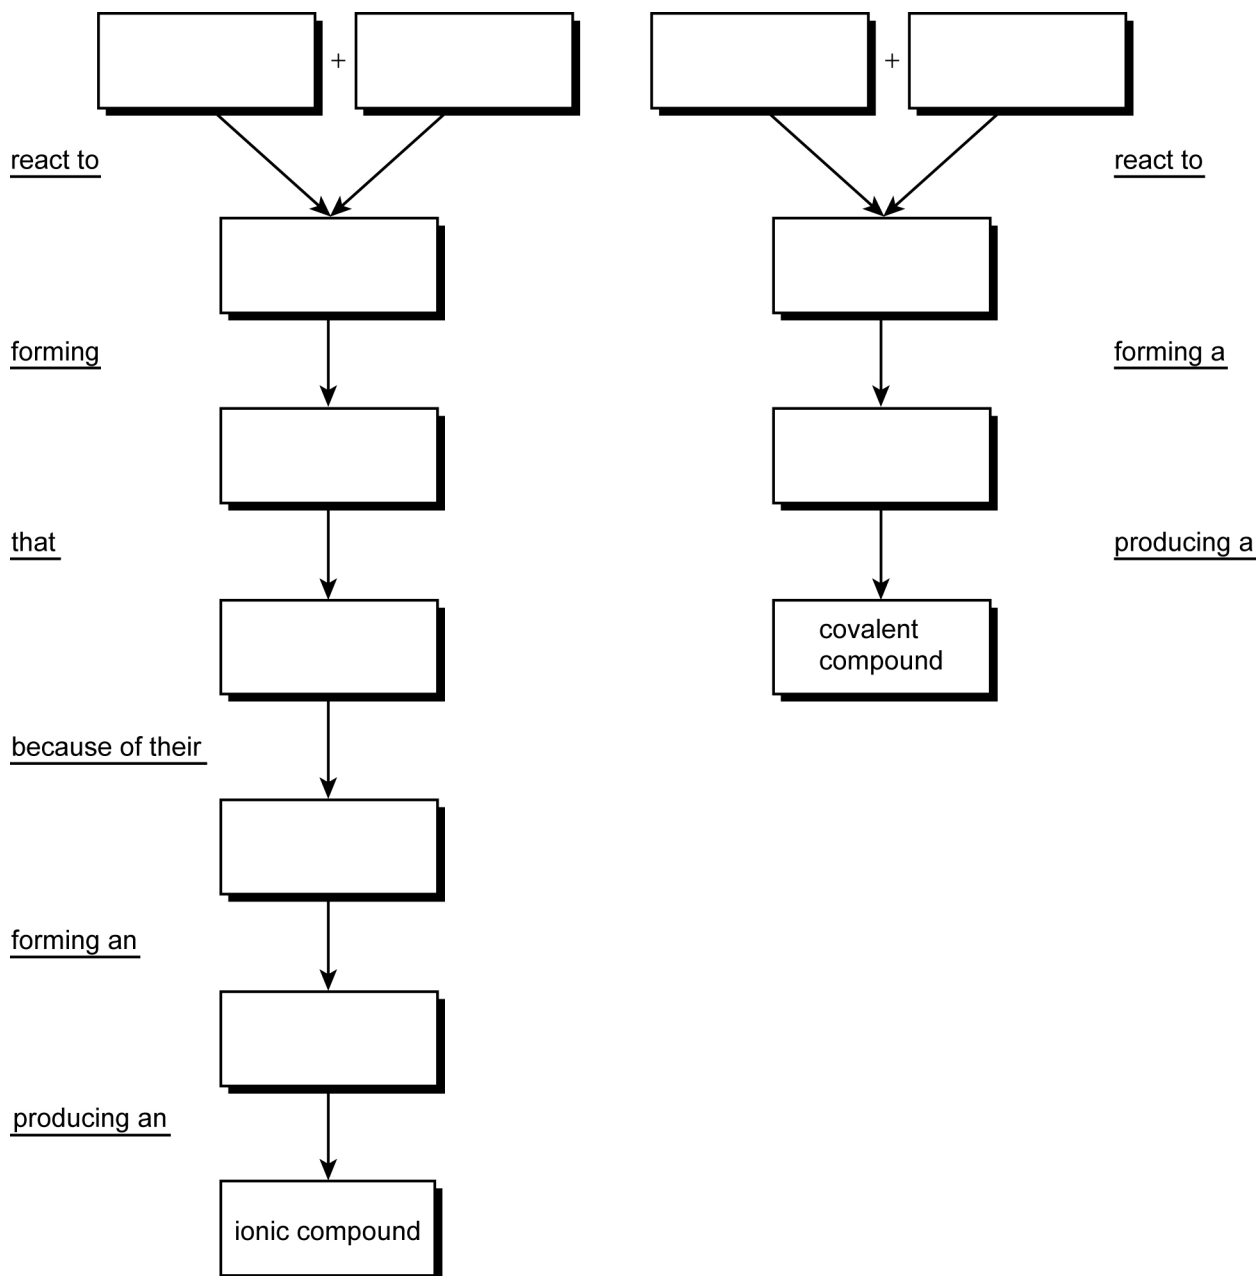 +
+
react to
react to
forming
forming a
that
producing a
covalent
compound
because of their
forming an
producing an
ionic compound